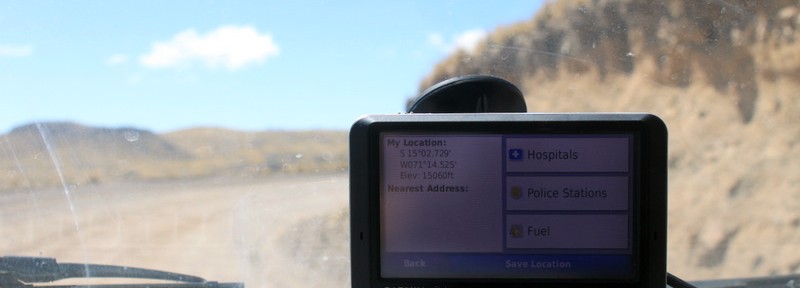 My Location:
S 15°02.729'
W071°14.525'
Elev: 15060ft
Nearest Address:
Hospitals
Police Stations
Fuel
Back
Save Location